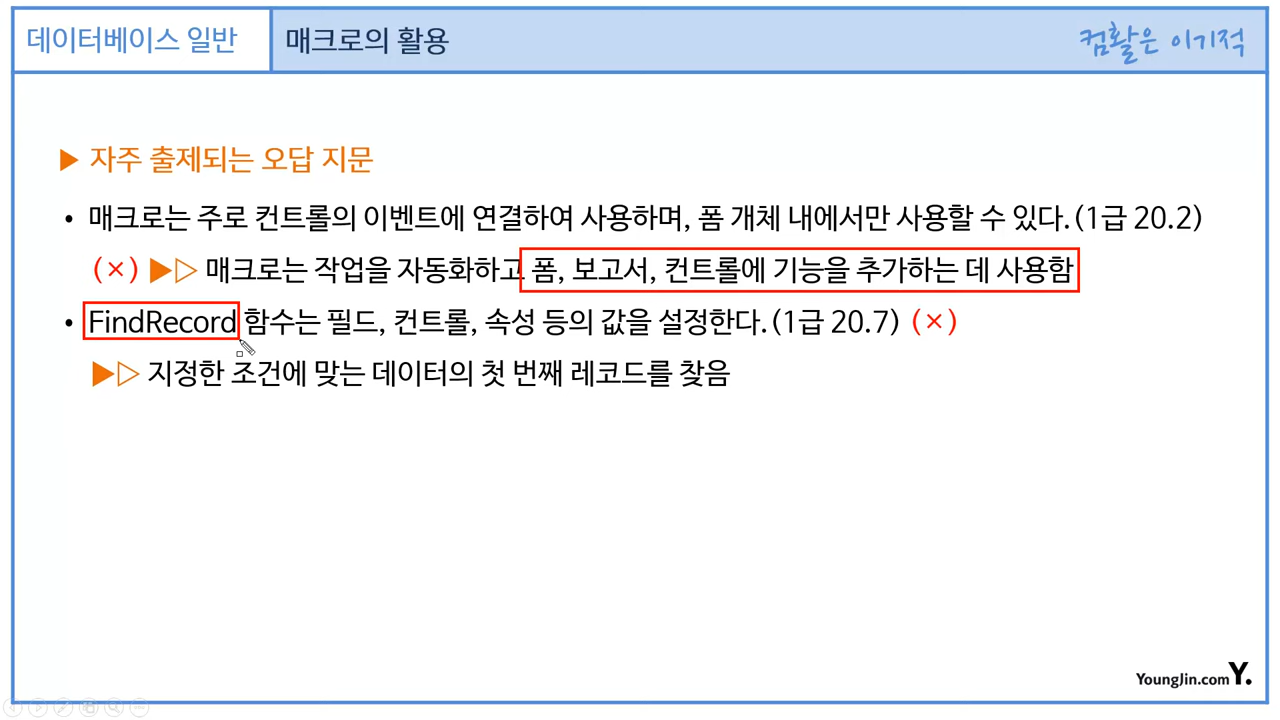 데이터베이스 일반
매크로의 활용
컴활은 이기적
▶ 자주 출제되는 오답 지문
• 매크로는 주로 컨트롤의 이벤트에 연결하여 사용하며, 폼 개체 내에서만 사용할 수 있다.(1급 20.2)
(×) ▶▷ 매크로는 작업을 자동화하고 폼, 보고서, 컨트롤에 기능을 추가하는 데 사용함
• FindRecord 함수는 필드, 컨트롤, 속성 등의 값을 설정한다.(1급 20.7) (×)
▶▷ 지정한 조건에 맞는 데이터의 첫 번째 레코드를 찾음
YoungJin.com Y.